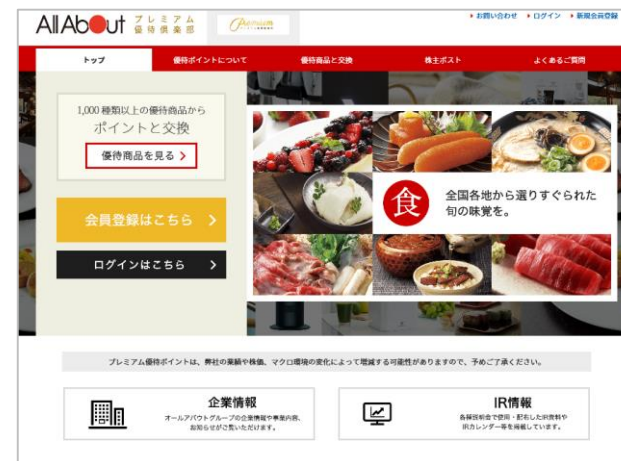 AllAbout プレミアム
優待倶楽部
Premium
お問い合わせ ログイン 新規会員登録
トップ 優待ポイントについて 優待商品と交換 株主ポスト よくあるご質問
1,000 種類以上の優待商品から
ポイントと交換
優待商品を見る
会員登録はこちら
ログインはこちら
食
全国各地から選りすぐられた
旬の味覚を。
プレミアム優待ポイントは、弊社の業績や株価、マクロ環境の変化によって増減する可能性がありますので、予めご了承ください。
企業情報
オールアバウトグループの企業情報や事業内容、
お知らせがご覧いただけます。
IR情報
各種説明会で使用・配布したIR資料や
IRカレンダー等を掲載しています。